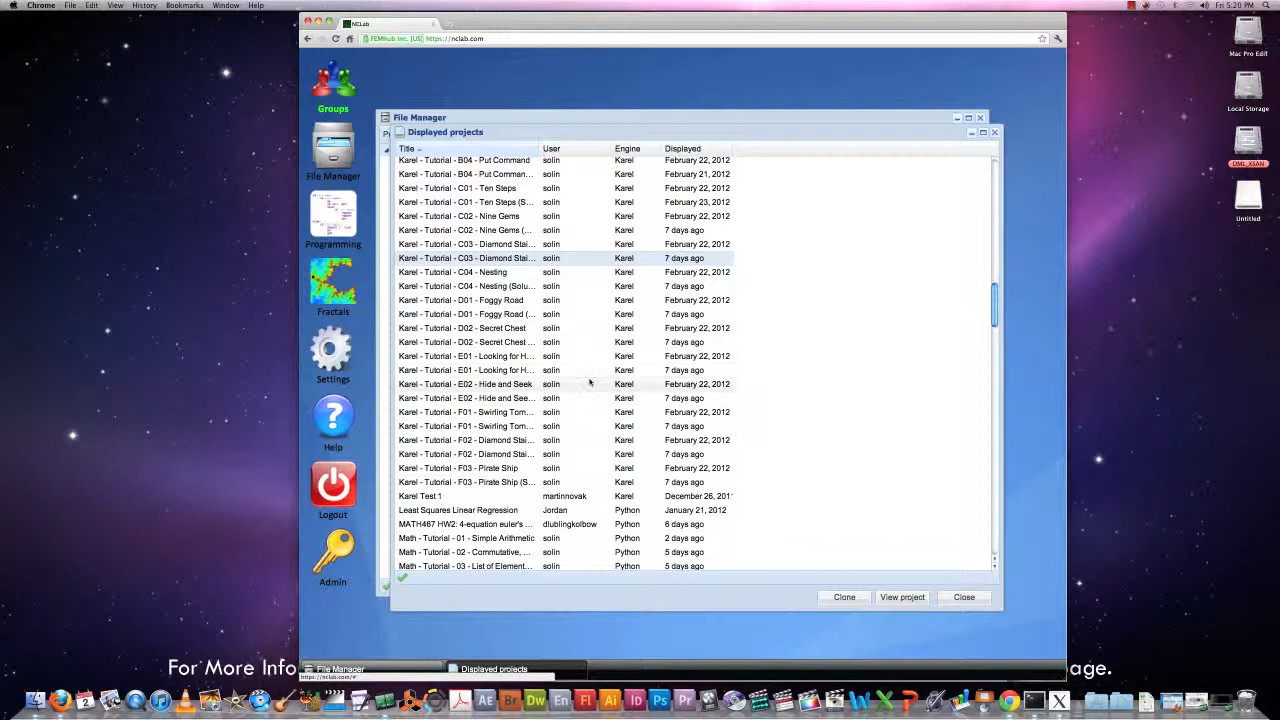 Chrome File Edit View History Bookmarks Window Help Fri 5:20 PM
NCLab
FEMhub Inc. [US] https://nclab.com
Mac Pro Edit
Local Storage
DML_XSAN
Untitled
Groups
File Manager
Programming
Fractals
Settings
Help
Logout
Admin
File Manager
Displayed projects
Title User Engine Displayed
Karel - Tutorial - B04 - Put Command solin Karel February 22, 2012
Karel - Tutorial - B04 - Put Comman... solin Karel February 21, 2012
Karel - Tutorial - C01 - Ten Steps solin Karel February 22, 2012
Karel - Tutorial - C01 - Ten Steps (S... solin Karel February 23, 2012
Karel - Tutorial - C02 - Nine Gems solin Karel February 22, 2012
Karel - Tutorial - C02 - Nine Gems (... solin Karel 7 days ago
Karel - Tutorial - C03 - Diamond Stai... solin Karel February 22, 2012
Karel - Tutorial - C03 - Diamond Stai... solin Karel 7 days ago
Karel - Tutorial - C04 - Nesting solin Karel February 22, 2012
Karel - Tutorial - C04 - Nesting (Solu... solin Karel 7 days ago
Karel - Tutorial - D01 - Foggy Road solin Karel February 22, 2012
Karel - Tutorial - D01 - Foggy Road (... solin Karel 7 days ago
Karel - Tutorial - D02 - Secret Chest solin Karel February 22, 2012
Karel - Tutorial - D02 - Secret Chest ... solin Karel 7 days ago
Karel - Tutorial - E01 - Looking for H... solin Karel February 22, 2012
Karel - Tutorial - E01 - Looking for H... solin Karel 7 days ago
Karel - Tutorial - E02 - Hide and Seek solin Karel February 22, 2012
Karel - Tutorial - E02 - Hide and See... solin Karel 7 days ago
Karel - Tutorial - F01 - Swirling Torn... solin Karel February 22, 2012
Karel - Tutorial - F01 - Swirling Torn... solin Karel 7 days ago
Karel - Tutorial - F02 - Diamond Stai... solin Karel February 22, 2012
Karel - Tutorial - F02 - Diamond Stai... solin Karel 7 days ago
Karel - Tutorial - F03 - Pirate Ship solin Karel February 22, 2012
Karel - Tutorial - F03 - Pirate Ship (S... solin Karel 7 days ago
Karel Test 1 martinnovak Karel December 26, 201
Least Squares Linear Regression Jordan Python January 21, 2012
MATH467 HW2: 4-equation euler's ... dlublingkolbow Python 6 days ago
Math - Tutorial - 01 - Simple Arithmetic solin Python 2 days ago
Math - Tutorial - 02 - Commutative, ... solin Python 5 days ago
Math - Tutorial - 03 - List of Element... solin Python 5 days ago
Clone View project Close
File Manager Displayed projects
https://nclab.com/#
For More Info
age.
Ae Br Dw En Fl Ai Id Ps Pr